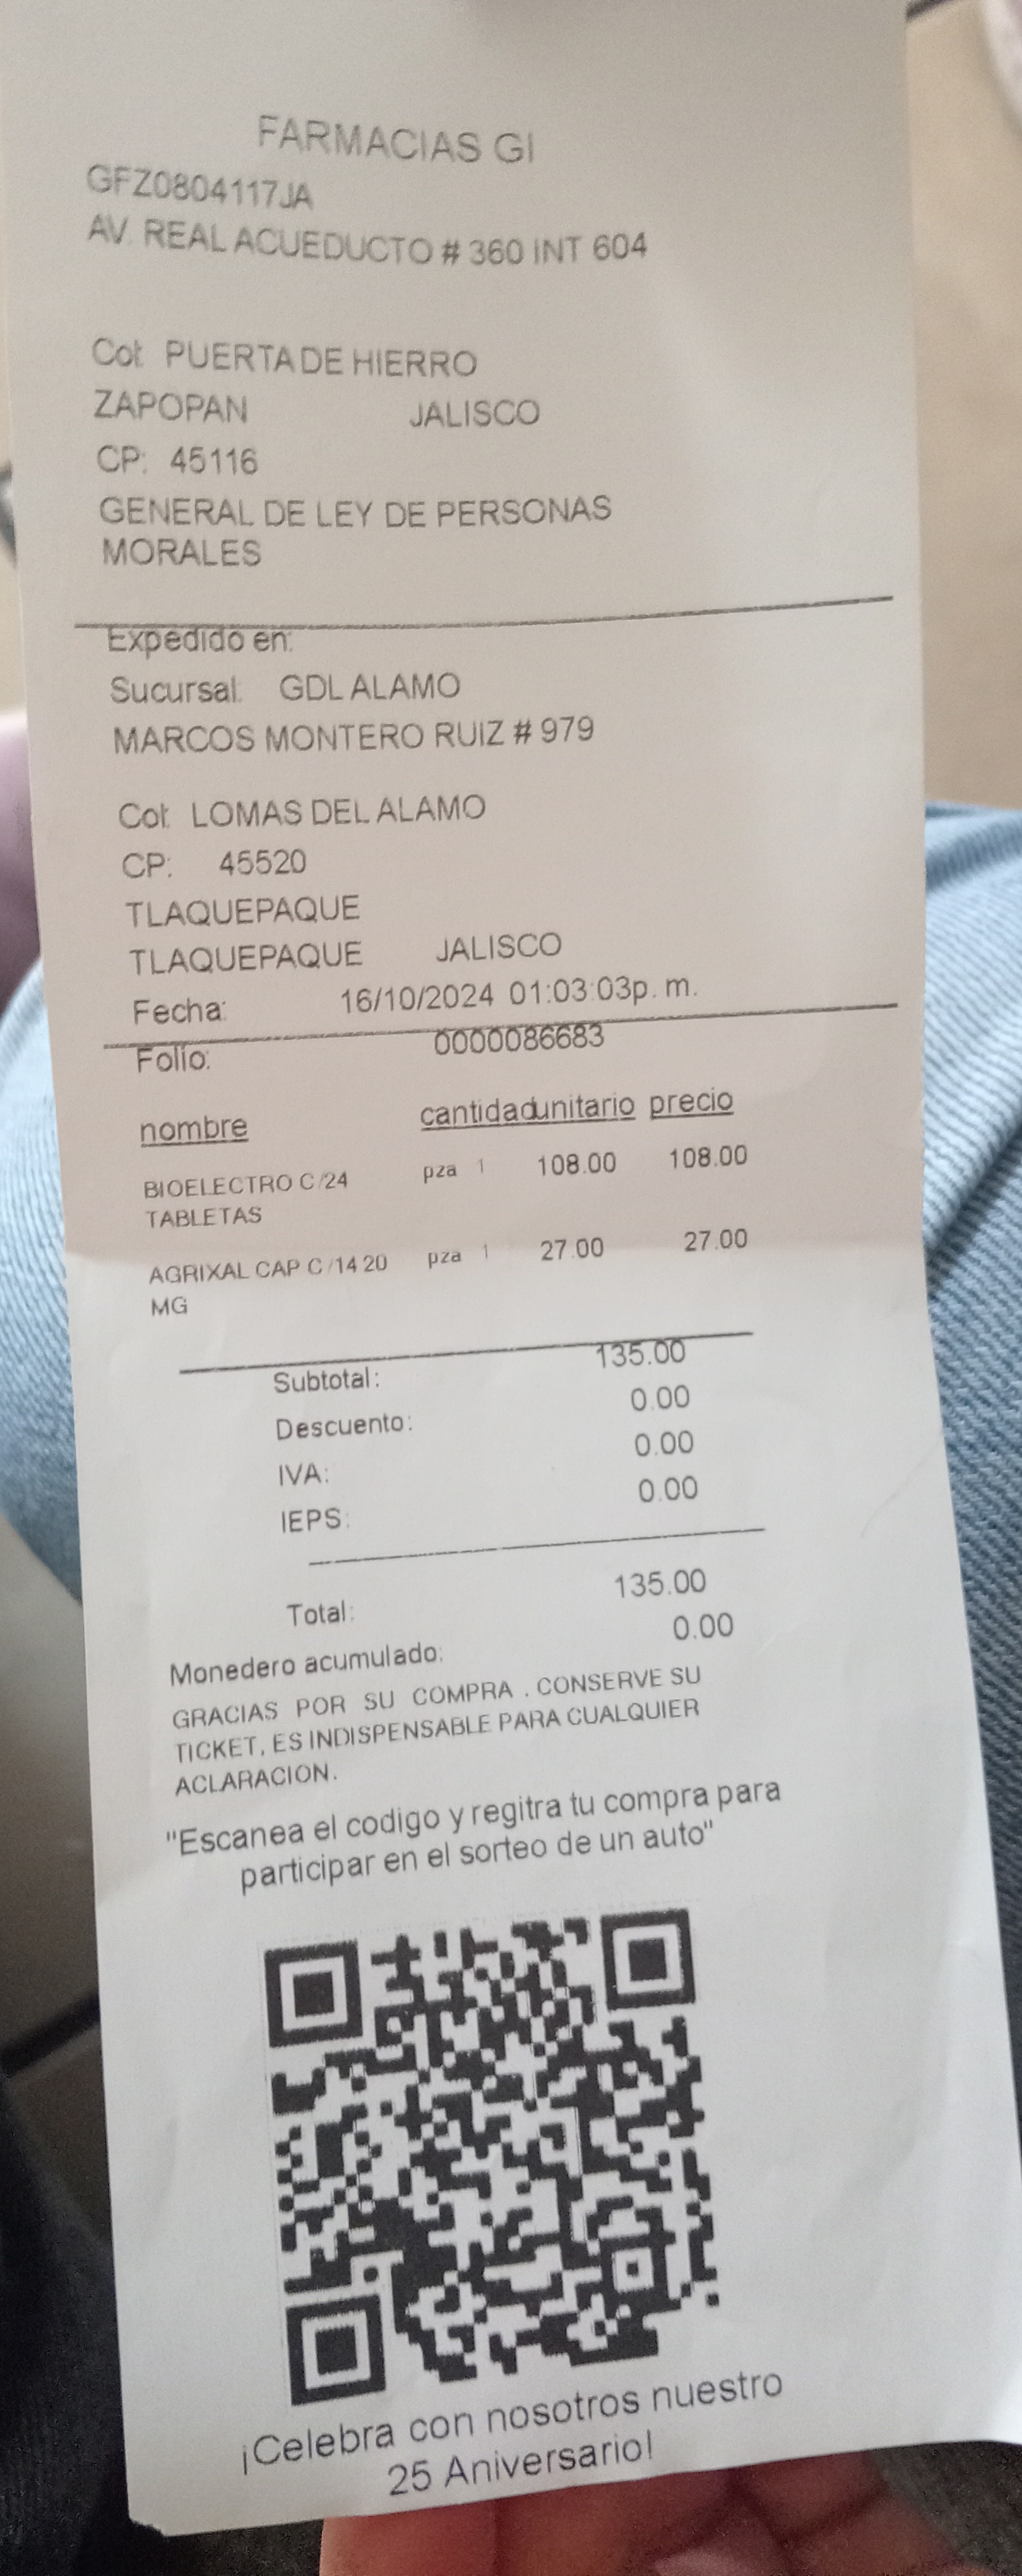 FARMACIAS GI
GFZ0804117JA
AV. REAL ACUEDUCTO # 360 INT 604
Col: PUERTA DE HIERRO
ZAPOPAN JALISCO
CP: 45116
GENERAL DE LEY DE PERSONAS
MORALES
Expedido en:
Sucursal: GDL ALAMO
MARCOS MONTERO RUIZ # 979
Col: LOMAS DEL ALAMO
CP: 45520
TLAQUEPAQUE
TLAQUEPAQUE JALISCO
Fecha: 16/10/2024 01:03:03p. m.
Folio: 0000086683
nombre cantidad unitario precio
BIOELECTRO C/24 pza 1 108.00 108.00
TABLETAS
AGRIXAL CAP C/14 20 pza 1 27.00 27.00
MG
Subtotal: 135.00
Descuento: 0.00
IVA: 0.00
IEPS: 0.00
Total: 135.00
Monedero acumulado: 0.00
GRACIAS POR SU COMPRA . CONSERVE SU
TICKET, ES INDISPENSABLE PARA CUALQUIER
ACLARACION.
"Escanea el codigo y regitra tu compra para
participar en el sorteo de un auto"
¡Celebra con nosotros nuestro
25 Aniversario!